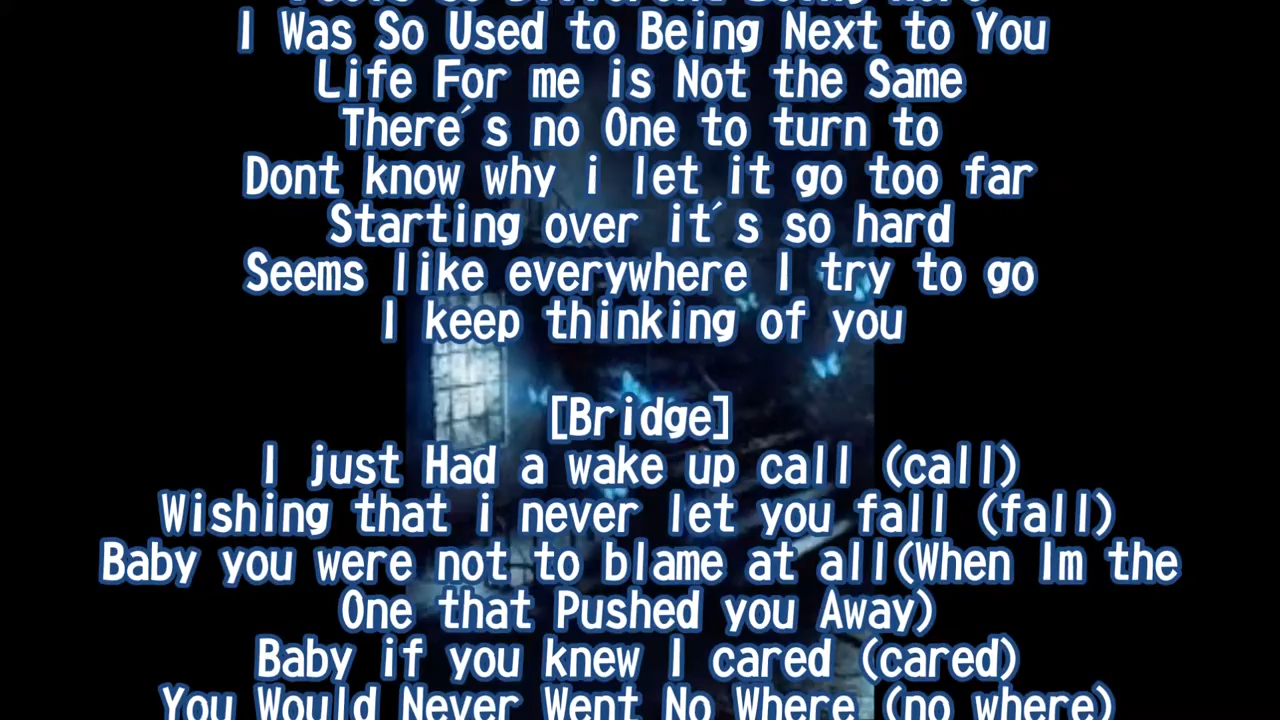 I Was So Used to Being Next to You
Life For me is Not the Same
There´s no One to turn to
Dont know why i let it go too far
Starting over it´s so hard
Seems like everywhere I try to go
I keep thinking of you
[Bridge]
I just Had a wake up call (call)
Wishing that i never let you fall (fall)
Baby you were not to blame at all(When Im the
One that Pushed you Away)
Baby if you knew I cared (cared)
You Would Never Went No Where (no where)